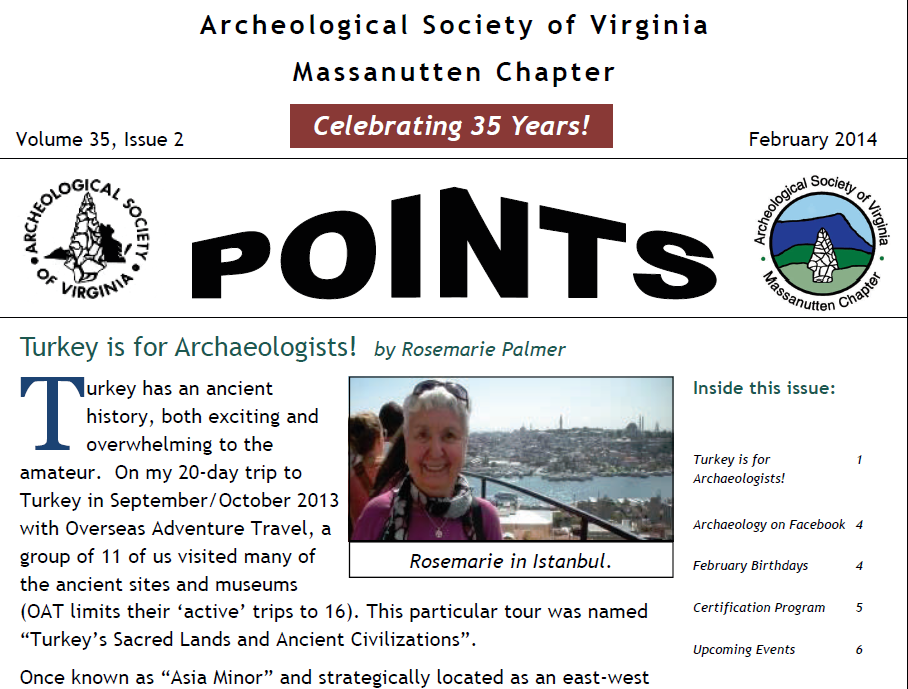 Archeological Society of Virginia
Massanutten Chapter
Celebrating 35 Years!
Volume 35, Issue 2
February 2014
ARCHEOLOGICAL SOCIETY
• OF VIRGINIA •
POINTS
Archeological Society of Virginia
• Massanutten Chapter •
Turkey is for Archaeologists! by Rosemarie Palmer
Turkey has an ancient
history, both exciting and
overwhelming to the
amateur. On my 20-day trip to
Turkey in September/October 2013
with Overseas Adventure Travel, a
group of 11 of us visited many of
the ancient sites and museums
(OAT limits their ‘active’ trips to 16). This particular tour was named
“Turkey’s Sacred Lands and Ancient Civilizations”.
Once known as “Asia Minor” and strategically located as an east-west
Rosemarie in Istanbul.
Inside this issue:
Turkey is for 1
Archaeologists!
Archaeology on Facebook 4
February Birthdays 4
Certification Program 5
Upcoming Events 6